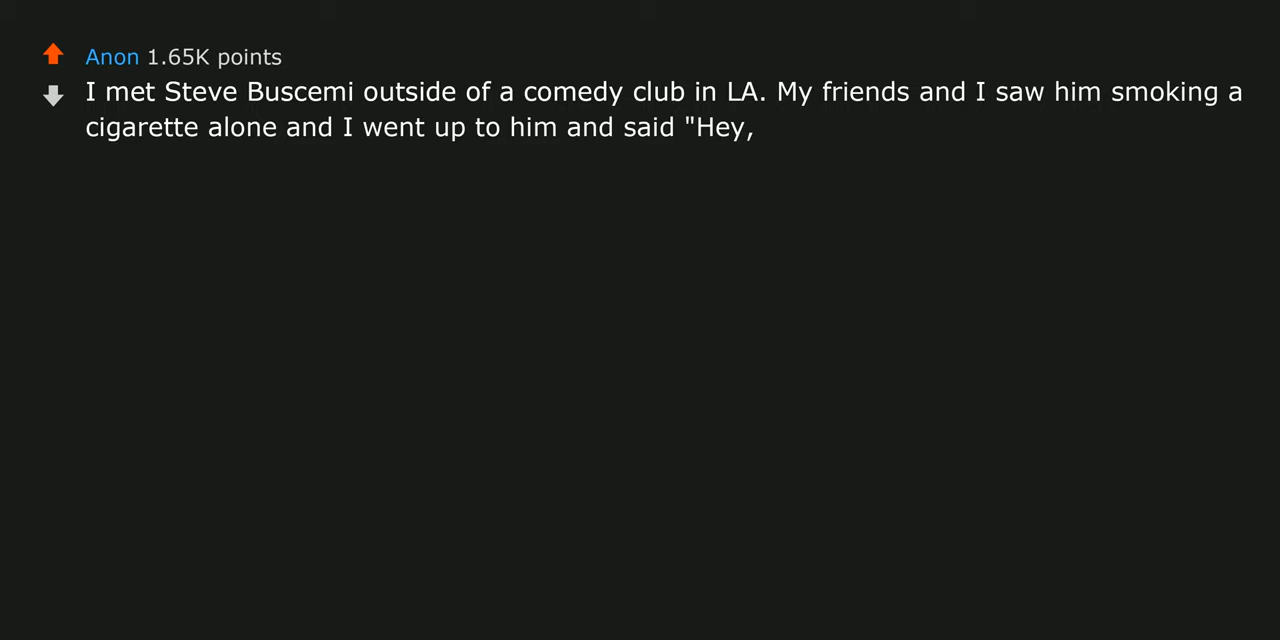 Anon 1.65K points
I met Steve Buscemi outside of a comedy club in LA. My friends and I saw him smoking a
cigarette alone and I went up to him and said "Hey,